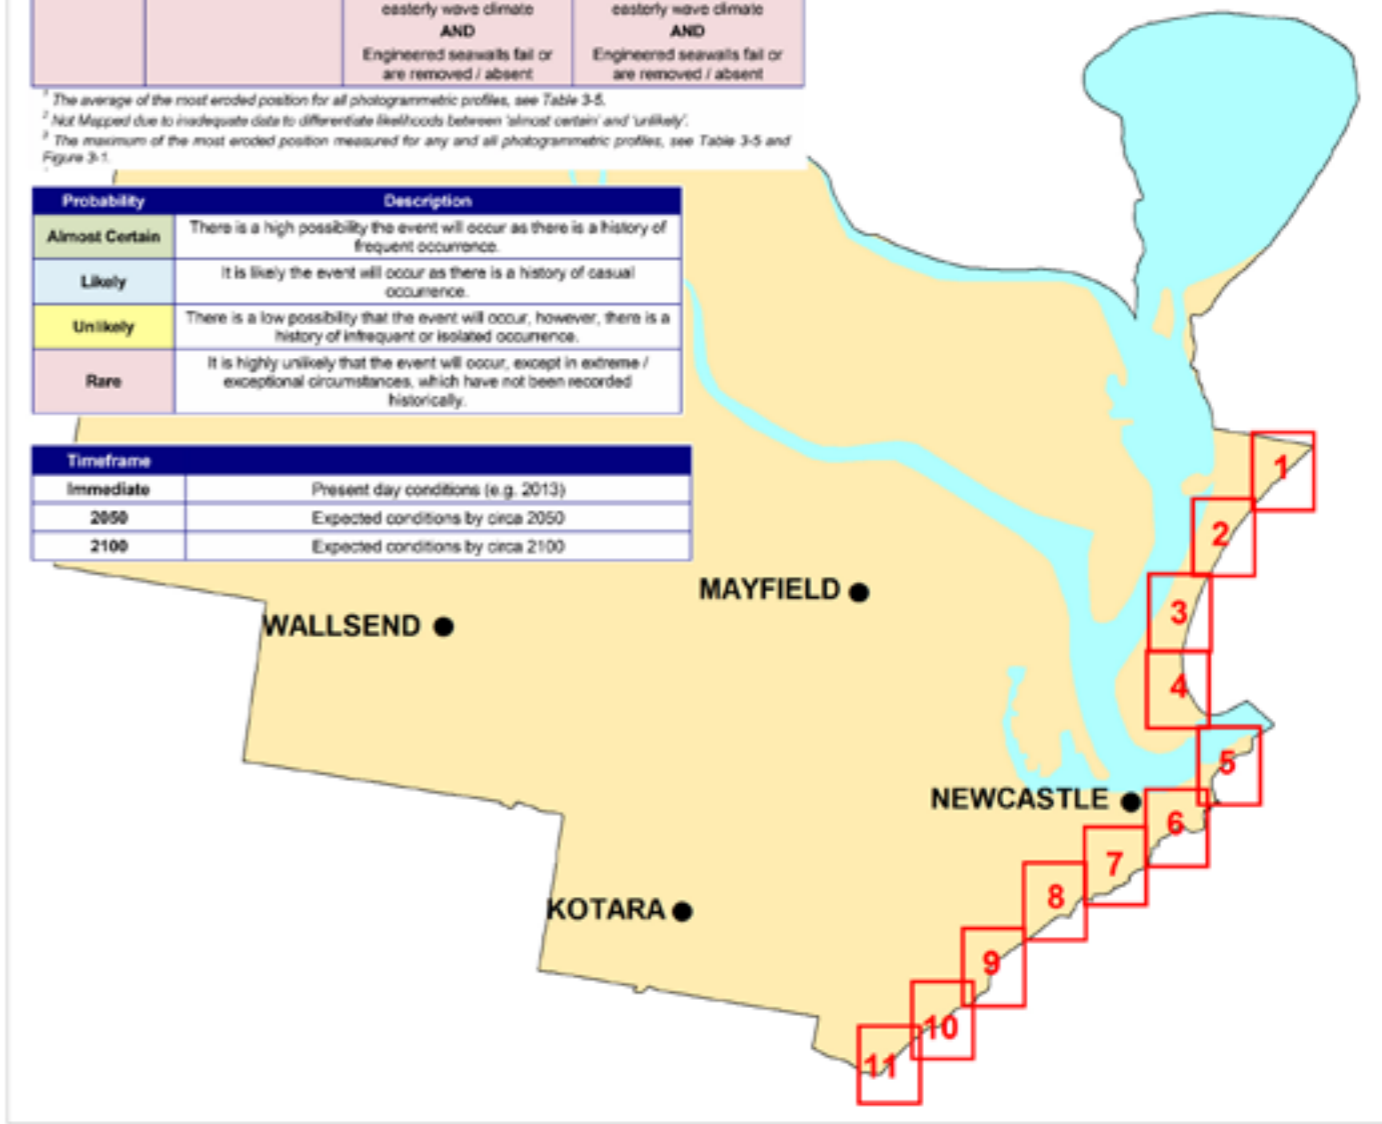 easterly wave climate
AND
Engineered seawalls fail or
are removed / absent
easterly wave climate
AND
Engineered seawalls fail or
are removed / absent
1 The average of the most eroded position for all photogrammetric profiles, see Table 3-5.
2 Not Mapped due to inadequate data to differentiate likelihoods between 'almost certain' and 'unlikely'.
3 The maximum of the most eroded position measured for any and all photogrammetric profiles, see Table 3-5 and
Figure 3-1.
Probability Description
Almost Certain
There is a high possibility the event will occur as there is a history of
frequent occurrence.
Likely
It is likely the event will occur as there is a history of casual
occurrence.
Unlikely
There is a low possibility that the event will occur, however, there is a
history of infrequent or isolated occurrence.
Rare
It is highly unlikely that the event will occur, except in extreme /
exceptional circumstances, which have not been recorded
historically.
Timeframe
Immediate Present day conditions (e.g. 2013)
2050 Expected conditions by circa 2050
2100 Expected conditions by circa 2100
1
2
MAYFIELD
3
WALLSEND
4
5
NEWCASTLE
6
7
8
KOTARA
9
10
11